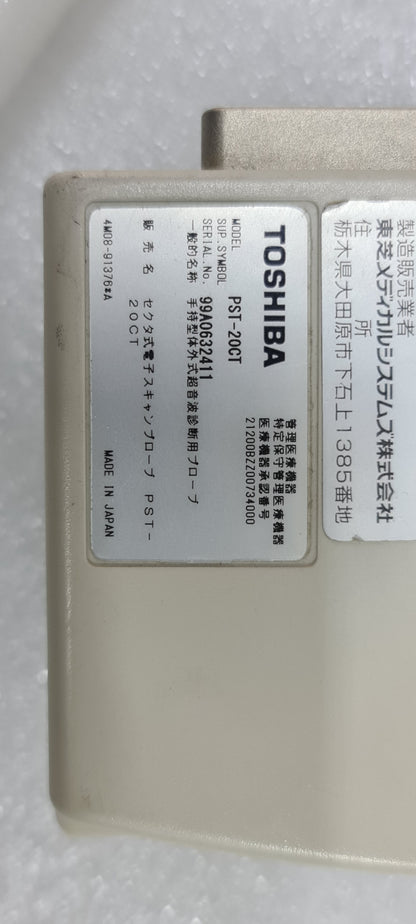 製造販売業者
東芝メディカルシステムズ株式会社
住 所
栃木県大田原市下石上1385番地
TOSHIBA
管理医療機器
特定保守管理医療機器
医療機器承認番号
21200BZZ00734000
MODEL PST-20CT
SUP.SYMBOL
SERIAL.No. 99A0632411
一般的名称 手持型体外式超音波診断用プローブ
販 売 名 セクタ式電子スキャンプローブ PST-
20CT
4M08-91376*A MADE IN JAPAN